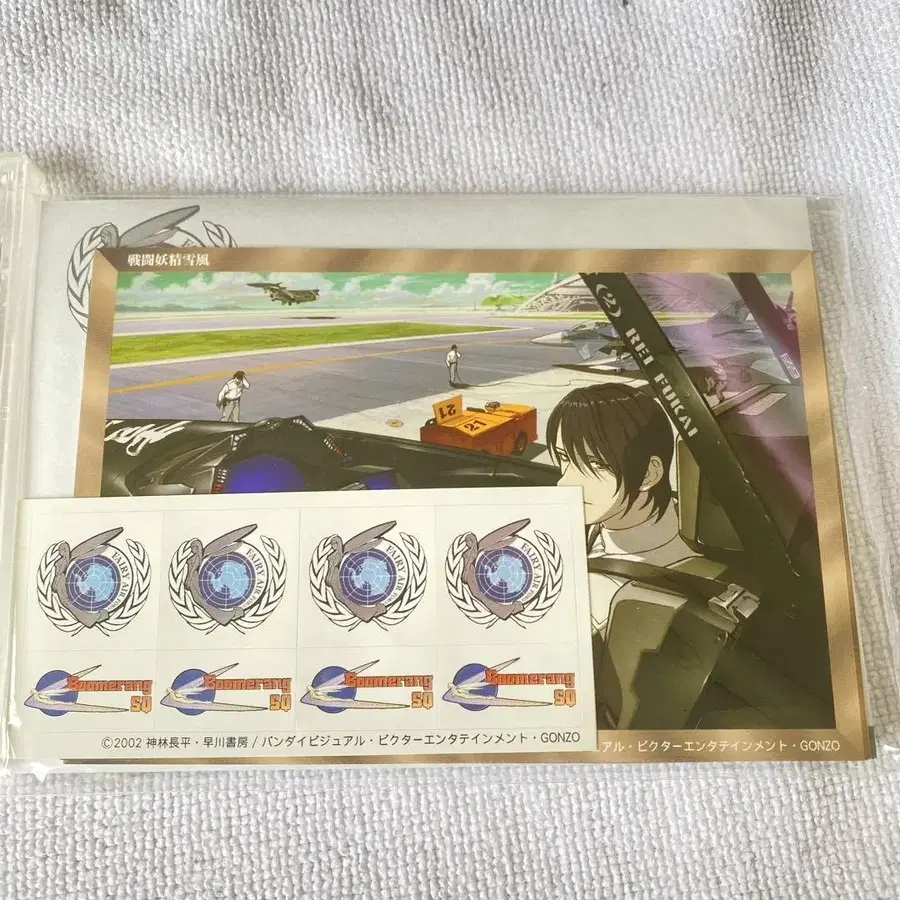 戦闘妖精雪風
REI FUKAI
21
21
FAIRY AIR
FAIRY AIR
FAIRY AIR
FAIRY AIR
Boomerang
SQ
Boomerang
SQ
Boomerang
SQ
Boomerang
SQ
©2002 神林長平・早川書房 / バンダイビジュアル・ビクターエンタテインメント・GONZO
アル・ビクターエンタテインメント・GONZO